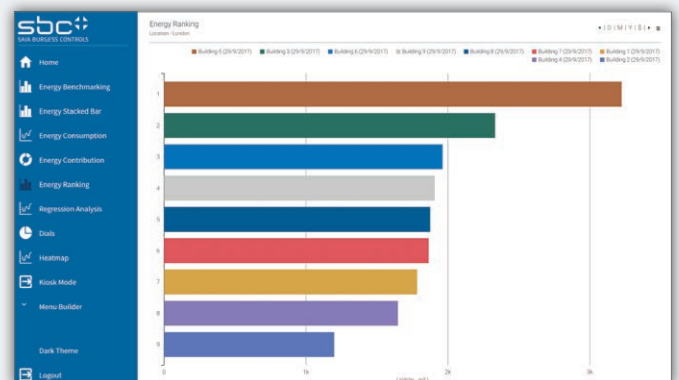 sbc
SAIA BURGESS CONTROLS
Home
Energy Benchmarking
Energy Stacked Bar
Energy Consumption
Energy Contribution
Energy Ranking
Regression Analysis
Dials
Heatmap
Kiosk Mode
Menu Builder
Dark Theme
Logout
Energy Ranking
Location - London
| D | M | Y | $ |
Building 5 (29/9/2017) Building 3 (29/9/2017) Building 6 (29/9/2017) Building 9 (29/9/2017) Building 8 (29/9/2017) Building 7 (29/9/2017) Building 1 (29/9/2017)
Building 4 (29/9/2017) Building 2 (29/9/2017)
1
2
3
4
5
6
7
8
9
0 1k 2k 3k